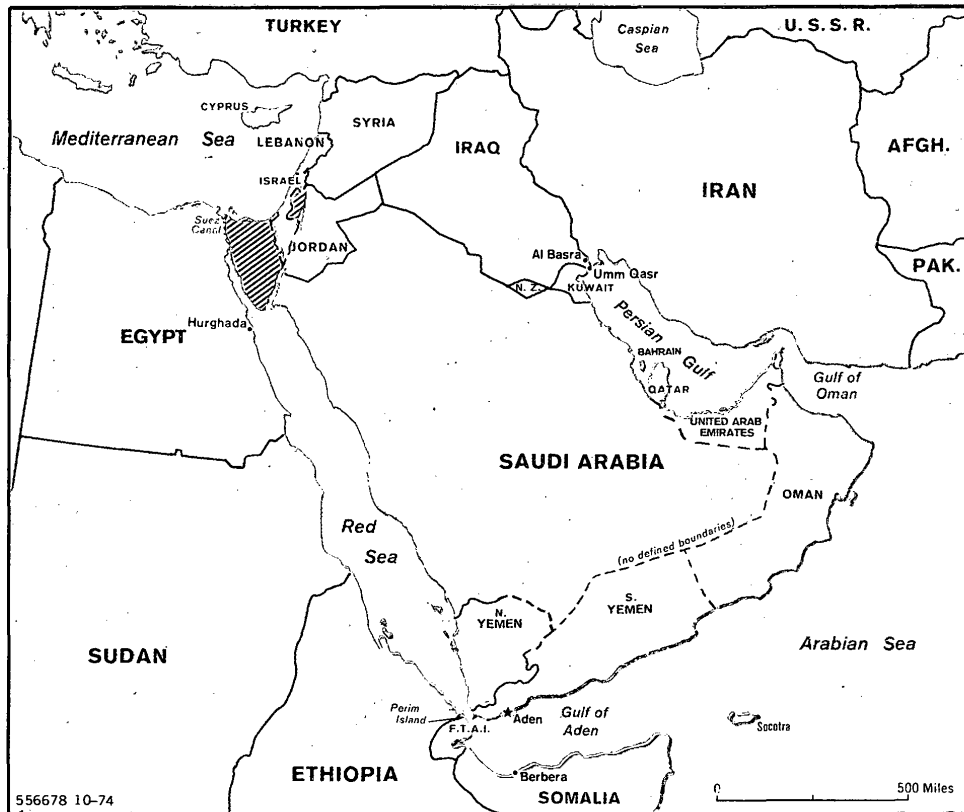 TURKEY
Caspian
Sea
U. S. S. R.
CYPRUS
SYRIA
Mediterranean Sea
LEBANON
IRAQ
AFGH.
ISRAEL
IRAN
Suez
Canal
JORDAN
Al Basra
Umm Qasr
PAK.
N. Z.
KUWAIT
Hurghada
EGYPT
Persian
Gulf
BAHRAIN
QATAR
Gulf of
Oman
UNITED ARAB
EMIRATES
SAUDI ARABIA
OMAN
Red
Sea
(no defined boundaries)
N.
YEMEN
S.
YEMEN
SUDAN
Arabian Sea
Perim
Island
Aden
Gulf of
Aden
F.T.A.I.
Socotra
ETHIOPIA
Berbera
SOMALIA
0 500 Miles
556678 10-74